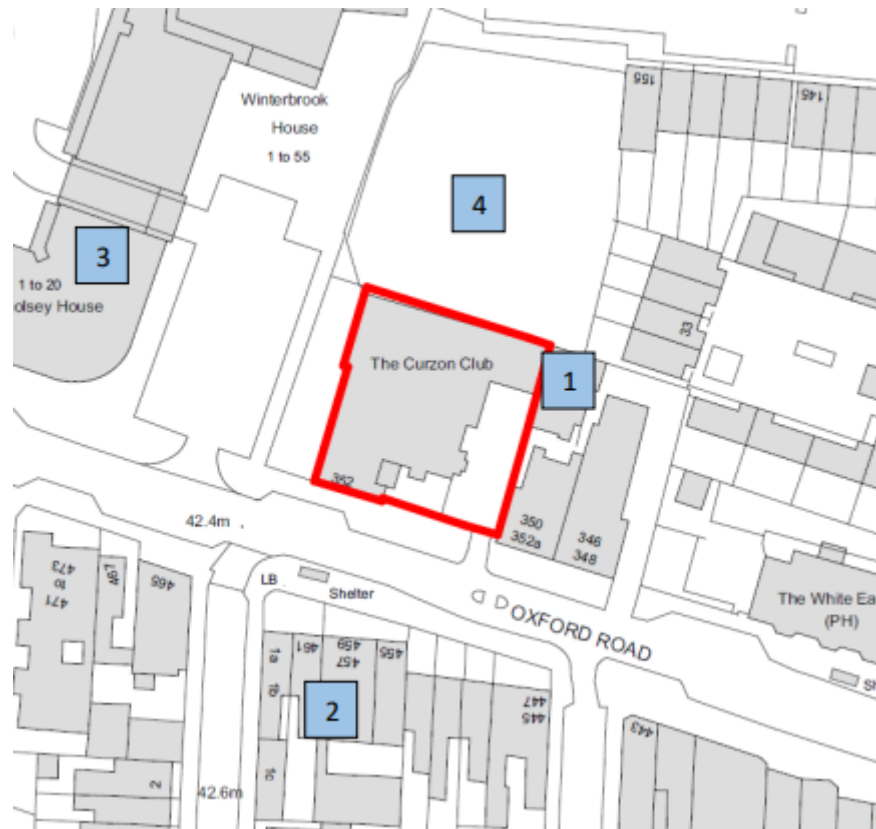 155
145
Winterbrook
House
1 to 55
4
3
1 to 20
olsey House
33
The Curzon Club
1
352
350
352a
346
348
42.4m
The White Ea
(PH)
LB
Shelter
OXFORD ROAD
Sh
471
to
473
467
465
1a
461
459
457
455
1b
2
447
445
443
1c
2
42.6m